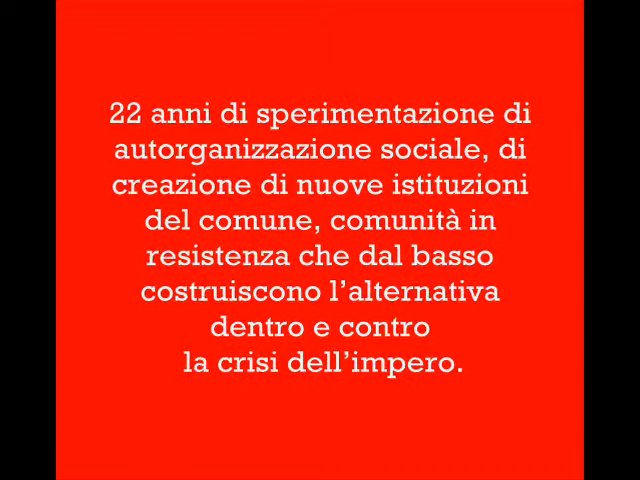 22 anni di sperimentazione di
autorganizzazione sociale, di
creazione di nuove istituzioni
del comune, comunità in
resistenza che dal basso
costruiscono l’alternativa
dentro e contro
la crisi dell’impero.